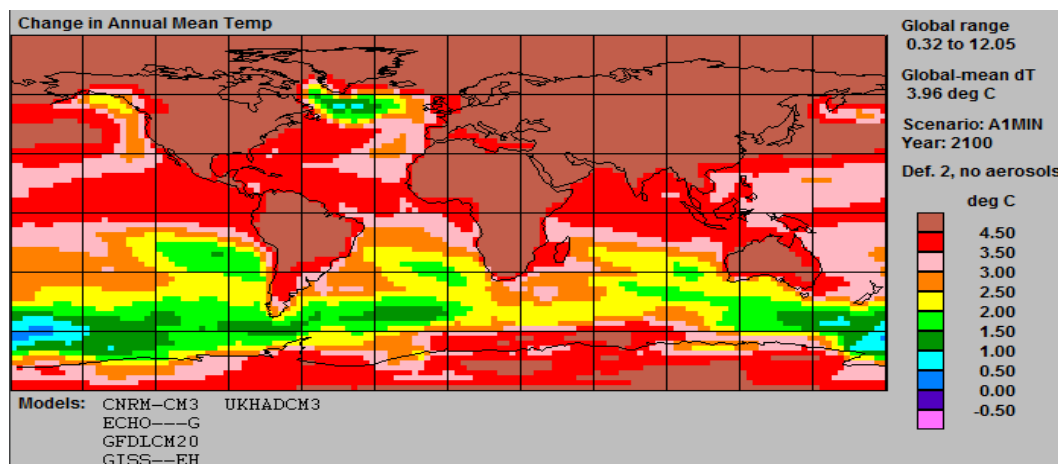 Change in Annual Mean Temp
Global range
0.32 to 12.05
Global-mean dT
3.96 deg C
Scenario: A1MIN
Year: 2100
Def. 2, no aerosols
deg C
4.50
3.50
3.00
2.50
2.00
1.50
1.00
0.50
0.00
-0.50
Models: CNRM-CM3 UKHADCM3
ECHO---G
GFDLCM20
GISS--EH